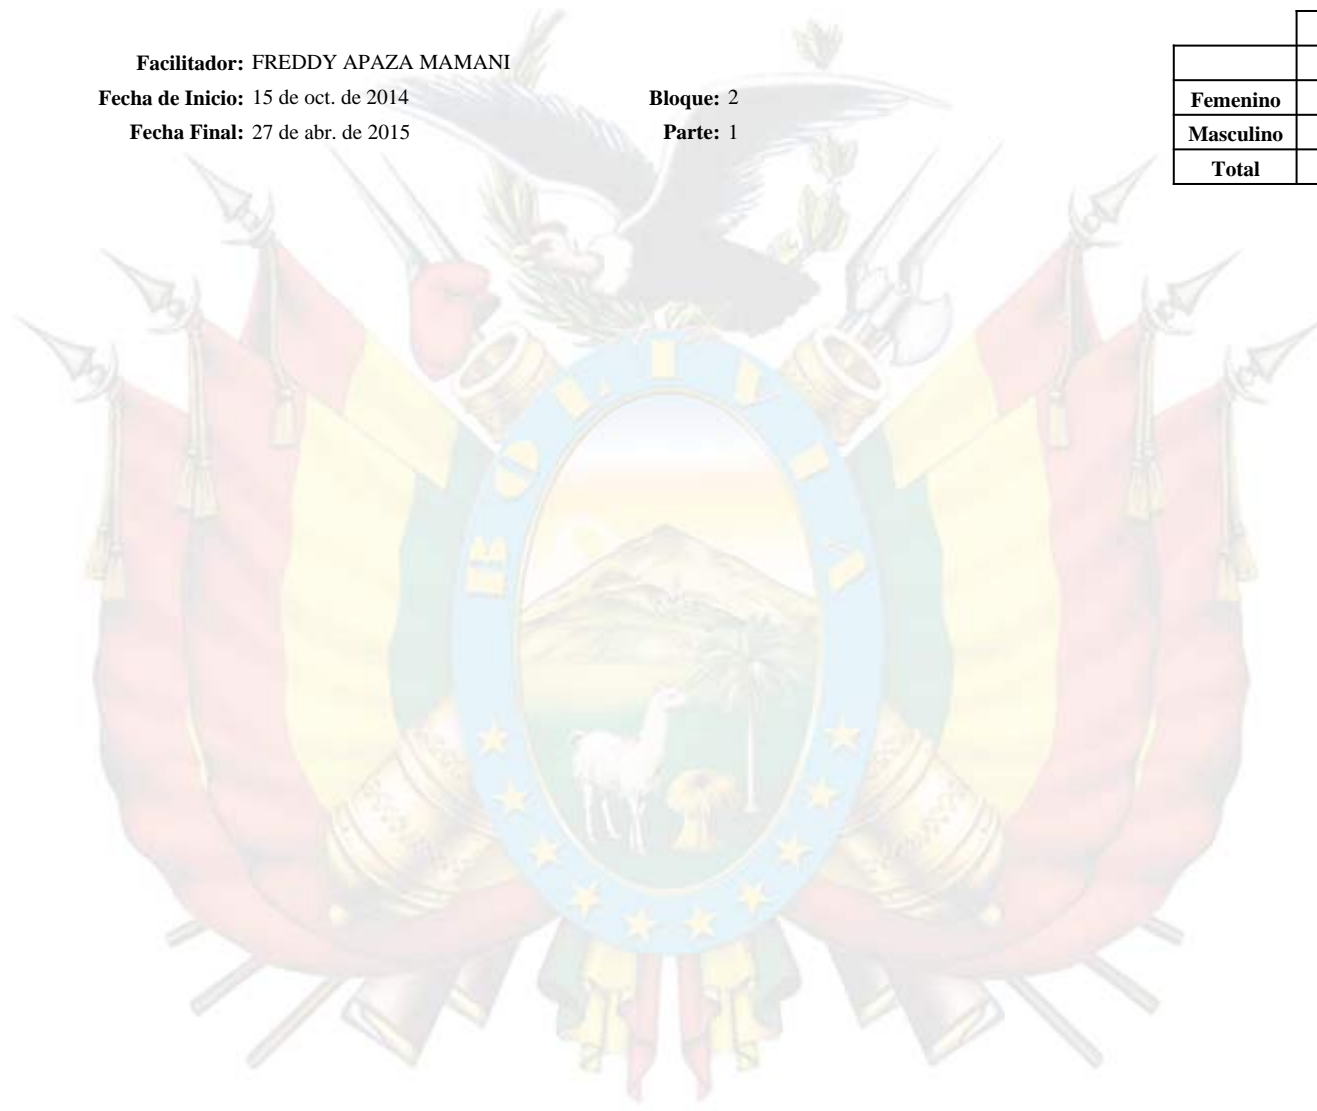 Facilitador: FREDDY APAZA MAMANI
Fecha de Inicio: 15 de oct. de 2014 Bloque: 2
Fecha Final: 27 de abr. de 2015 Parte: 1
Femenino
Masculino
Total
BOLIVIA